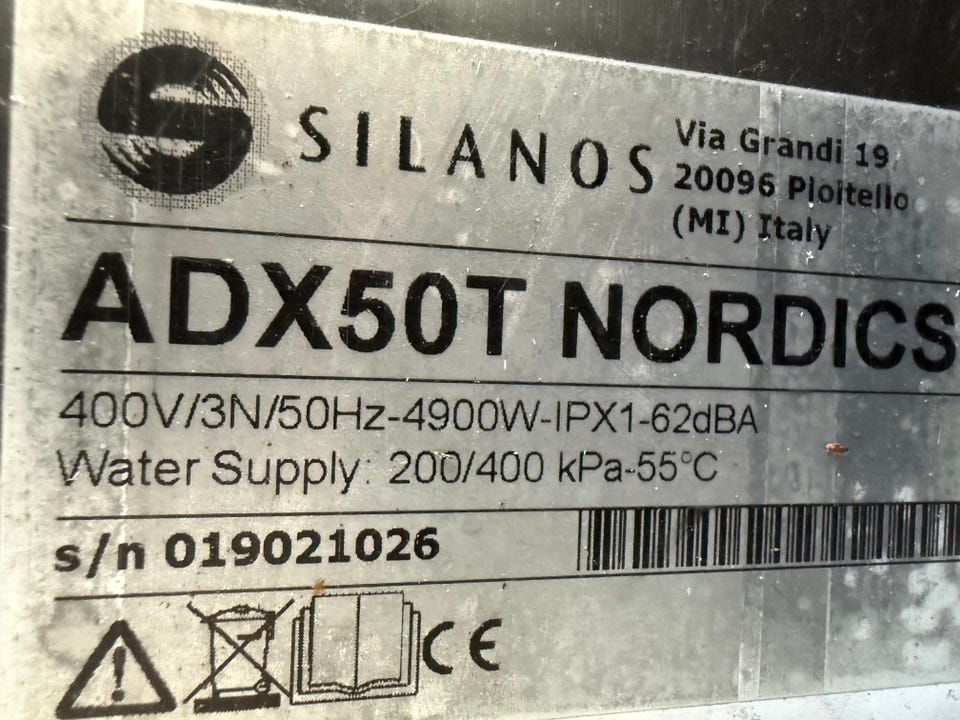 S SILANOS
Via Grandi 19
20096 Pioitello
(MI) Italy
ADX50T NORDICS
400V/3N/50Hz-4900W-IPX1-62dBA
Water Supply: 200/400 kPa-55°C
s/n 019021026
! CE